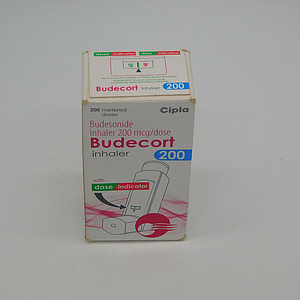 dose indicator
Budecort inhaler 200
200 metered
doses
Cipla
Budesonide
Inhaler 200 mcg/dose
Budecort
inhaler 200
with
dose indicator